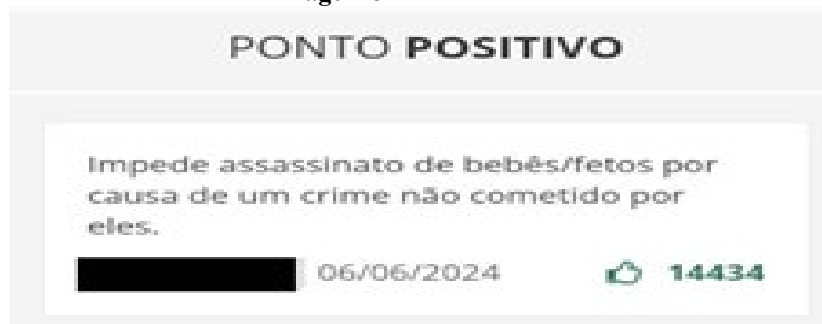 PONTO POSITIVO
Impede assassinato de bebês/fetos por
causa de um crime não cometido por
eles.
06/06/2024 14434